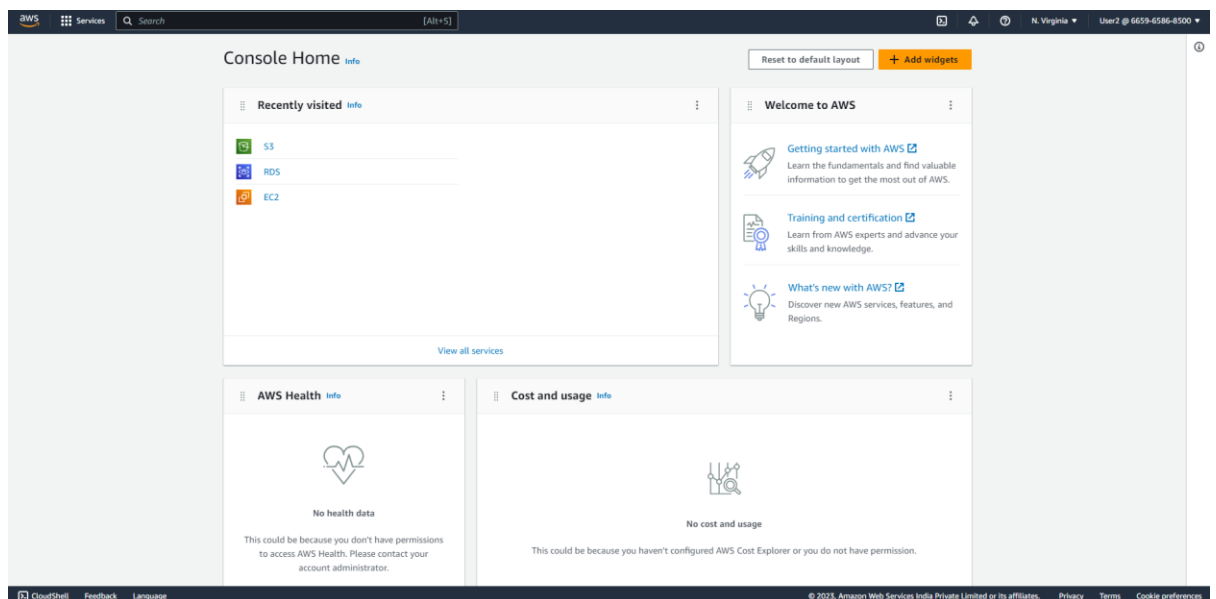 aws Services Search [Alt+S] N. Virginia ▼ User2 @ 6659-6586-8500 ▼
Console Home Info
Reset to default layout
+ Add widgets
Recently visited Info
S3
RDS
EC2
View all services
Welcome to AWS
Getting started with AWS
Learn the fundamentals and find valuable
information to get the most out of AWS.
Training and certification
Learn from AWS experts and advance your
skills and knowledge.
What's new with AWS?
Discover new AWS services, features, and
Regions.
AWS Health Info
No health data
This could be because you don't have permissions
to access AWS Health. Please contact your
account administrator.
Cost and usage Info
No cost and usage
This could be because you haven't configured AWS Cost Explorer or you do not have permission.
CloudShell Feedback Language © 2023, Amazon Web Services India Private Limited or its affiliates. Privacy Terms Cookie preferences